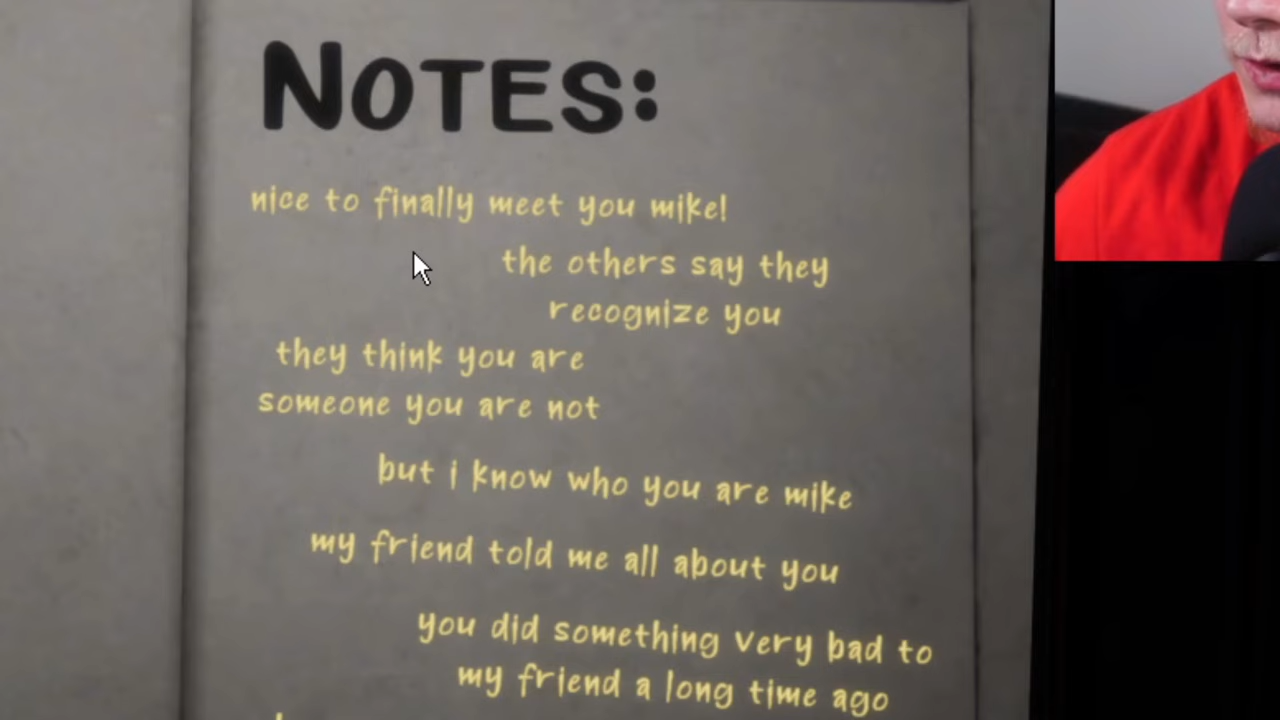 NOTES:
nice to finally meet you mike!
the others say they
recognize you
they think you are
someone you are not
but i know who you are mike
my friend told me all about you
you did something very bad to
my friend a long time ago